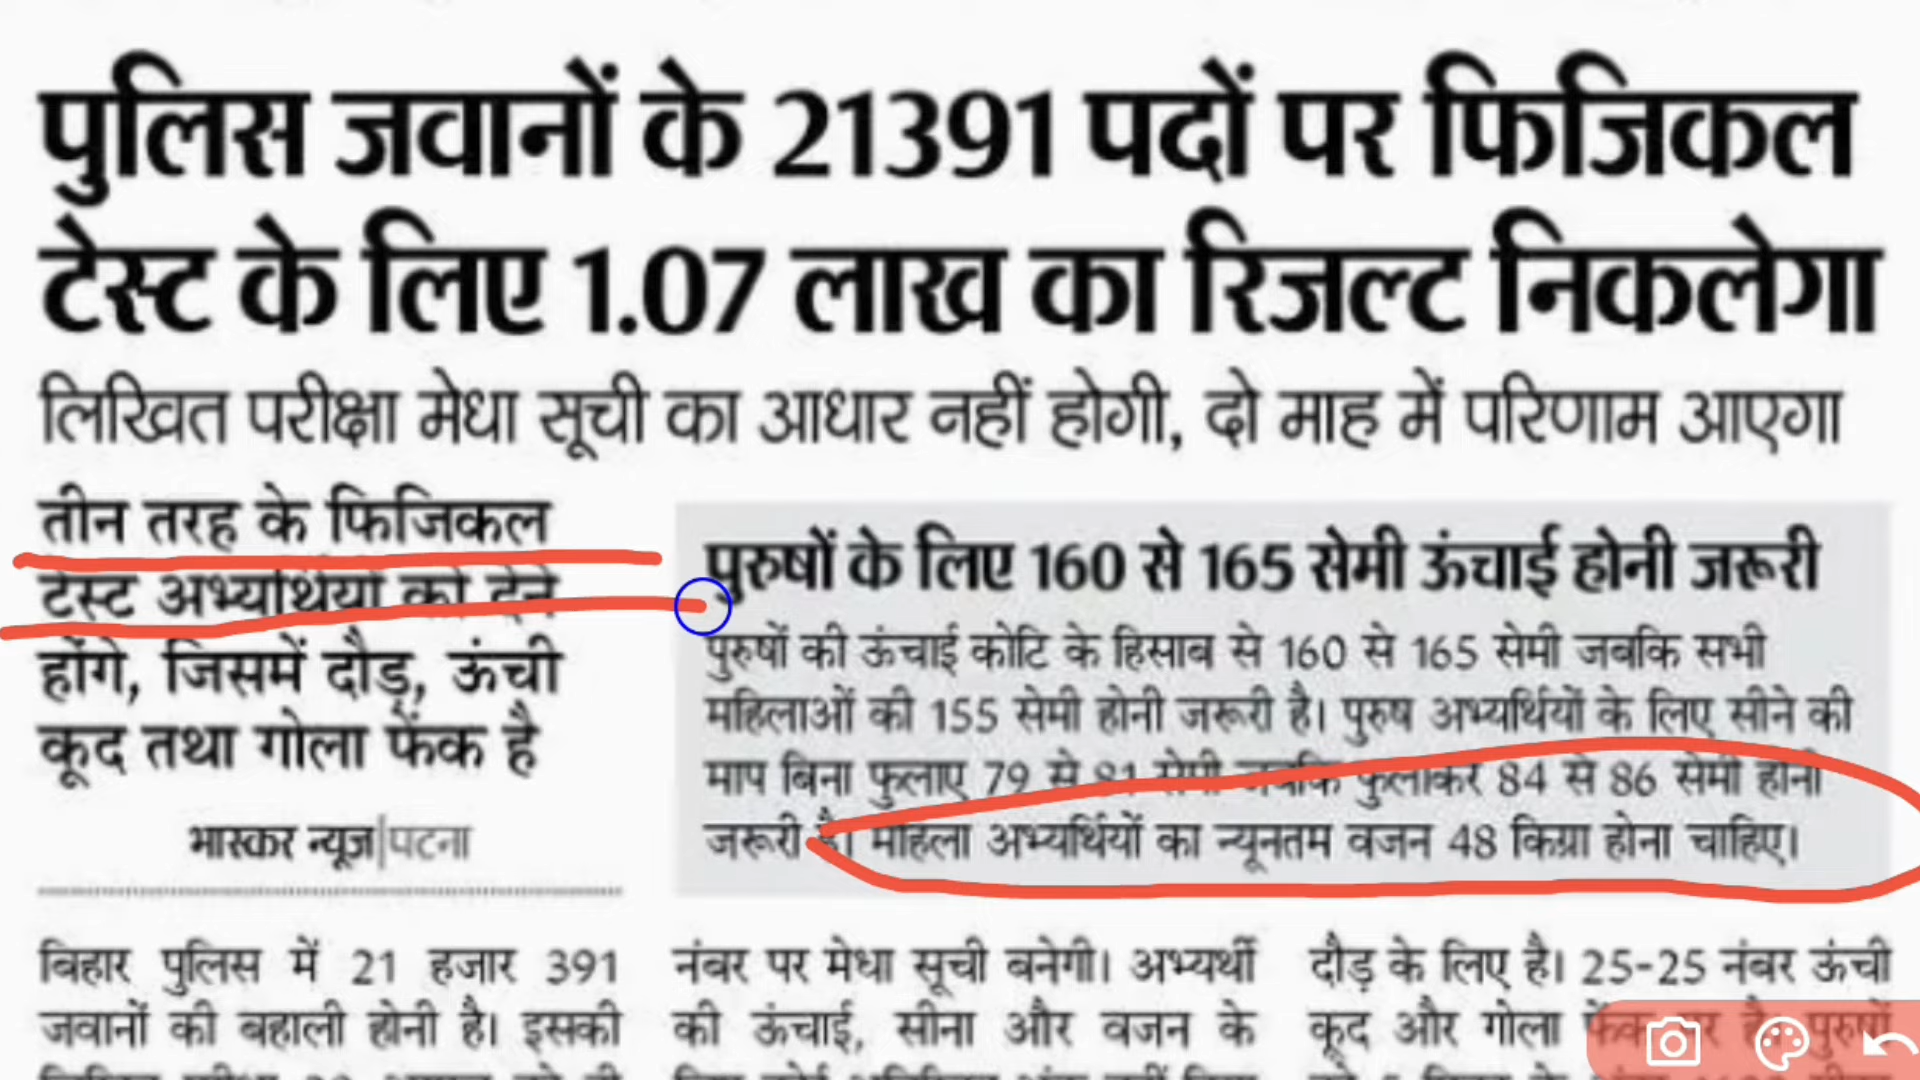 पुलिस जवानों के 21391 पदों पर फिजिकल
टेस्ट के लिए 1.07 लाख का रिजल्ट निकलेगा
लिखित परीक्षा मेधा सूची का आधार नहीं होगी, दो माह में परिणाम आएगा
तीन तरह के फिजिकल
टेस्ट अभ्यर्थियों को देने
होंगे, जिसमें दौड़, ऊंची
कूद तथा गोला फेंक है
भास्कर न्यूज|पटना
पुरुषों के लिए 160 से 165 सेमी ऊंचाई होनी जरूरी
पुरुषों की ऊंचाई कोटि के हिसाब से 160 से 165 सेमी जबकि सभी
महिलाओं की 155 सेमी होनी जरूरी है। पुरुष अभ्यर्थियों के लिए सीने की
माप बिना फुलाए 79 से 81 सेमी जबकि फुलाकर 84 से 86 सेमी होनी
जरूरी है। महिला अभ्यर्थियों का न्यूनतम वजन 48 किग्रा होना चाहिए।
बिहार पुलिस में 21 हजार 391
जवानों की बहाली होनी है। इसकी
नंबर पर मेधा सूची बनेगी। अभ्यर्थी
की ऊंचाई, सीना और वजन के
दौड़ के लिए है। 25-25 नंबर ऊंची
कूद और गोला फेंक पर है। पुरुषों